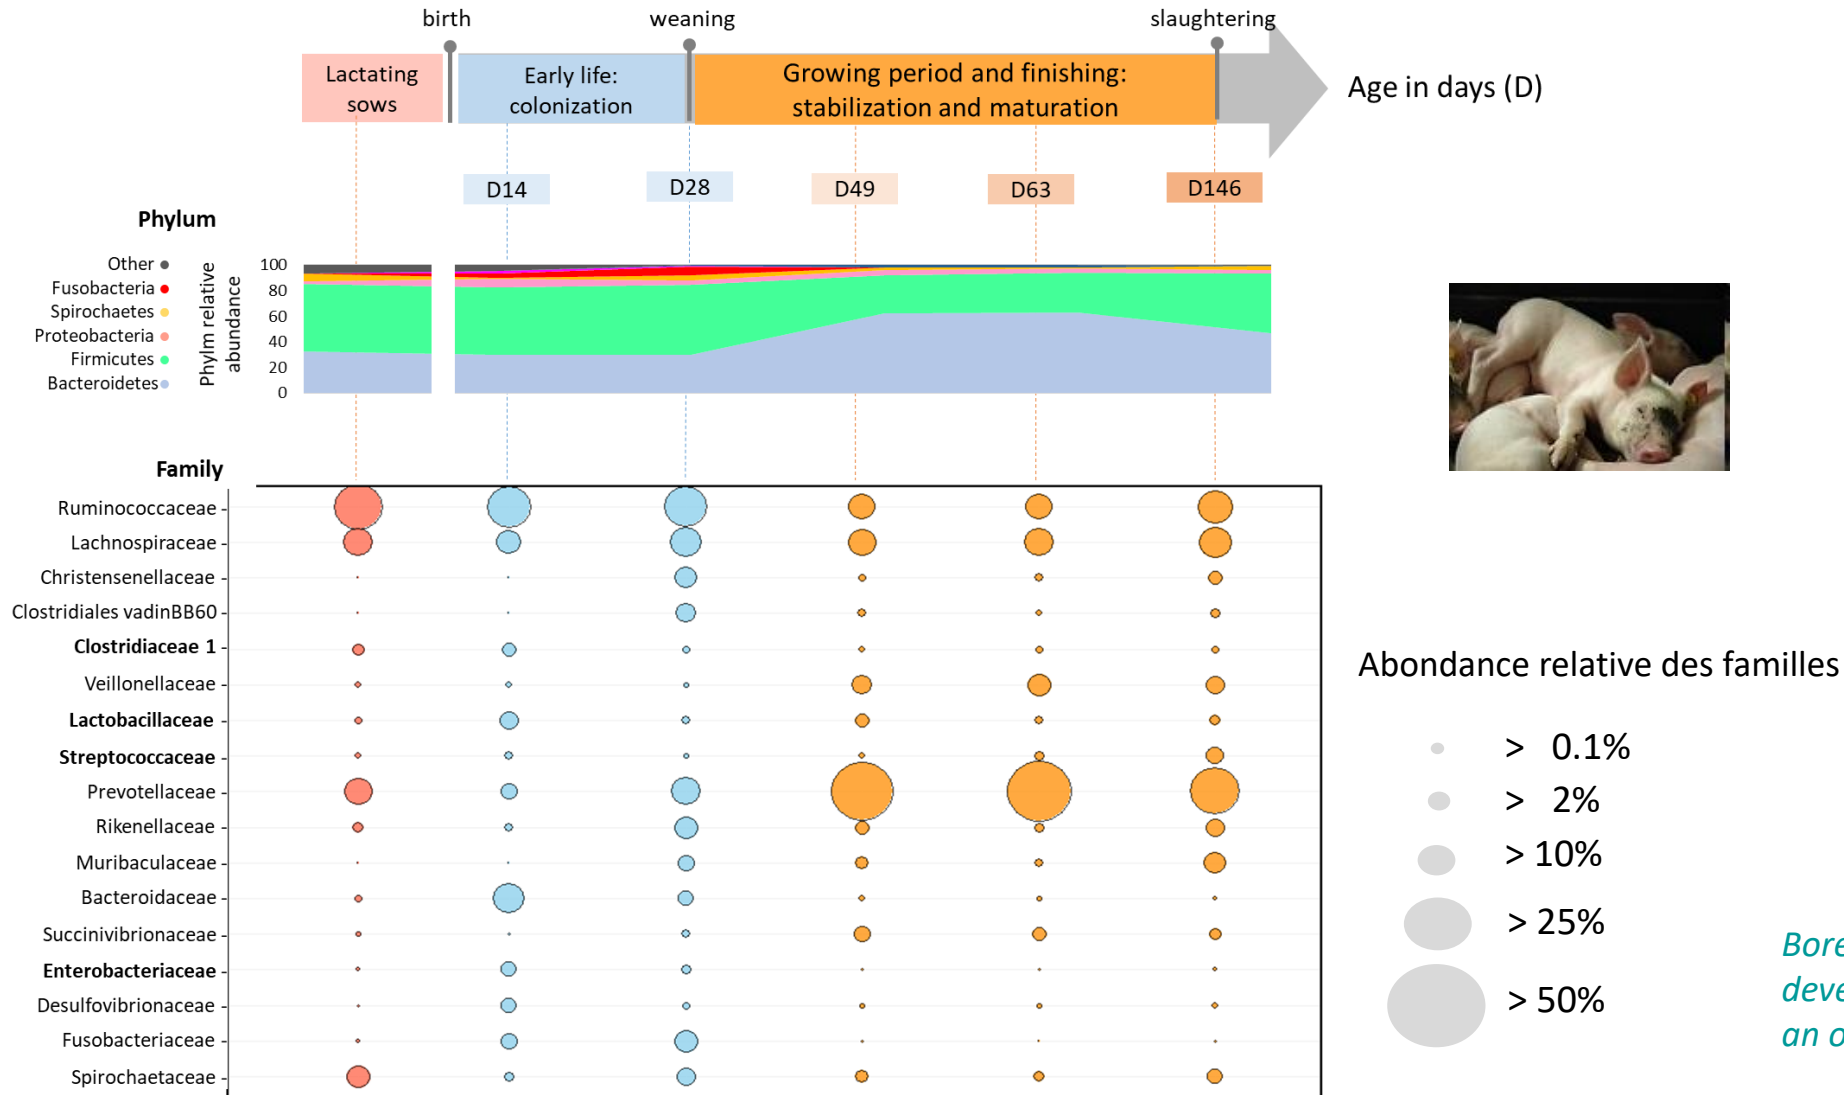 birth
weaning
slaughtering
Lactating
sows
Early life:
colonization
Growing period and finishing:
stabilization and maturation
Age in days (D)
D14
D28
D49
D63
D146
Phylum
Other
Fusobacteria
Spirochaetes
Proteobacteria
Firmicutes
Bacteroidetes
Phylm relative
abundance
100
80
60
40
20
0
Family
Ruminococcaceae
Lachnospiraceae
Christensenellaceae
Clostridiales vadinBB60
Clostridiaceae 1
Veillonellaceae
Lactobacillaceae
Streptococcaceae
Prevotellaceae
Rikenellaceae
Muribaculaceae
Bacteroidaceae
Succinivibrionaceae
Enterobacteriaceae
Desulfovibrionaceae
Fusobacteriaceae
Spirochaetaceae
Abondance relative des familles
> 0.1%
> 2%
> 10%
> 25%
> 50%
Bore
deve
an o